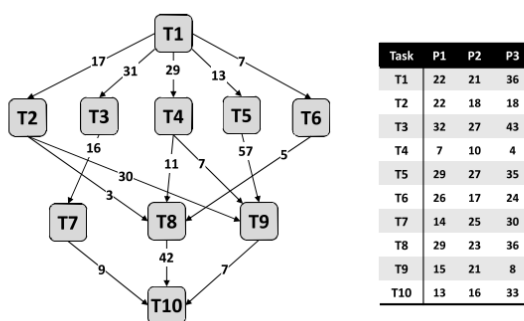 T1
17
31
29
13
7
T2
T3
T4
T5
T6
16
11
7
57
5
30
3
T7
T8
T9
9
42
7
T10
Task P1 P2 P3
T1 22 21 36
T2 22 18 18
T3 32 27 43
T4 7 10 4
T5 29 27 35
T6 26 17 24
T7 14 25 30
T8 29 23 36
T9 15 21 8
T10 13 16 33